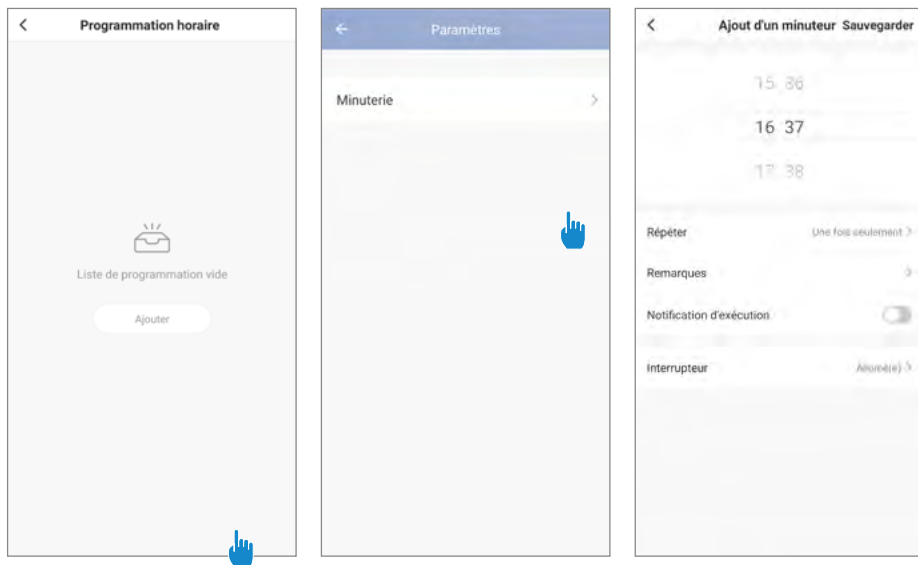 Programmation horaire
Liste de programmation vide
Ajouter
Paramètres
Minuterie
Ajout d'un minuteur Sauvegarder
15 36
16 37
17 38
Répéter Une fois seulement
Remarques
Notification d'exécution
Interrupteur Allumé(e)